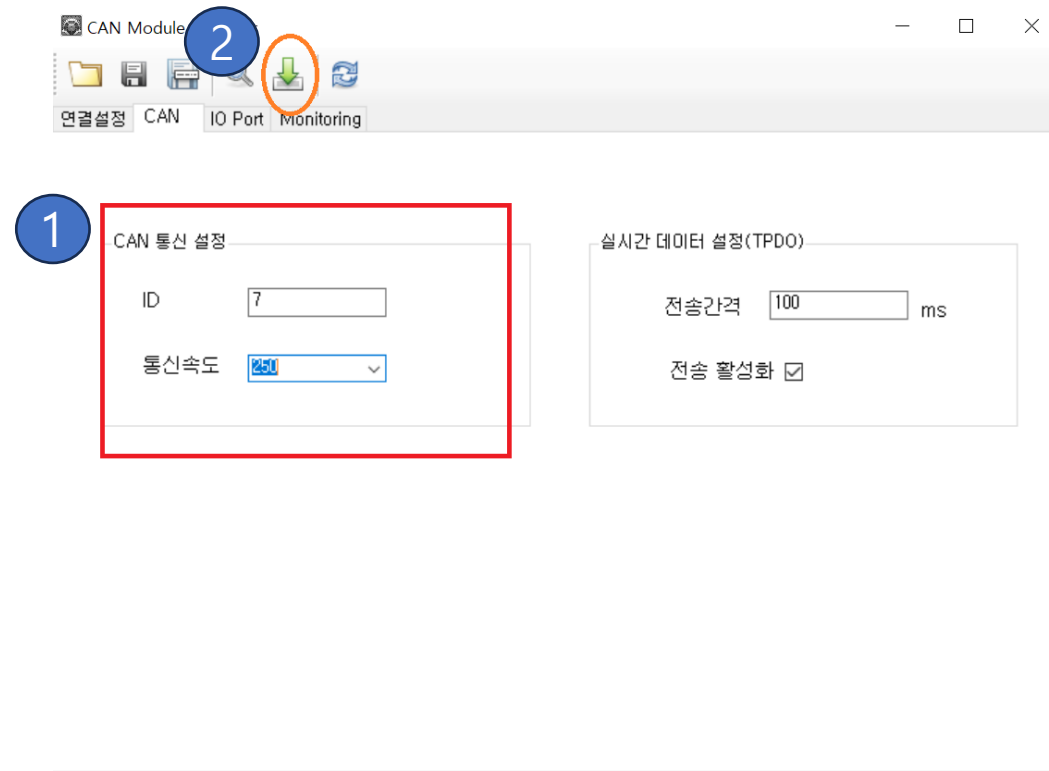 CAN Module
2
연결설정 CAN IO Port Monitoring
1
CAN 통신 설정
ID 7
통신속도 250
실시간 데이터 설정(TPDO)
전송간격 100 ms
전송 활성화